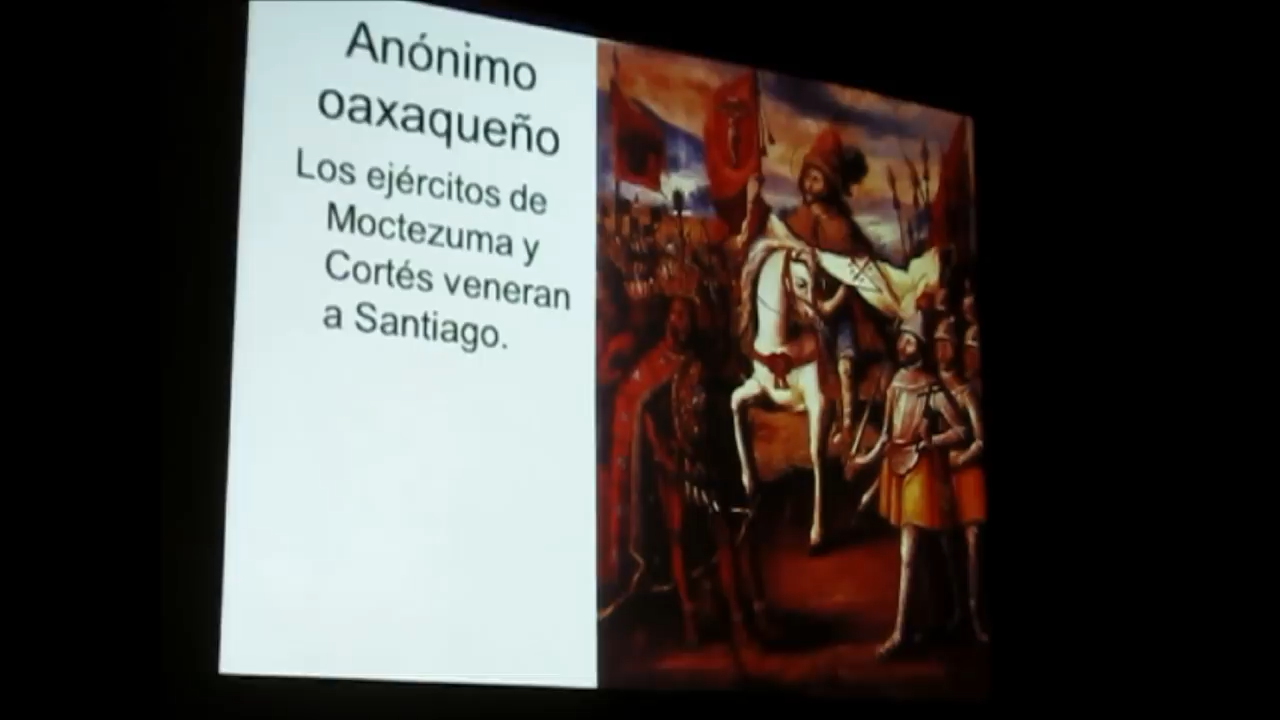 Anónimo
oaxaqueño
Los ejércitos de
Moctezuma y
Cortés veneran
a Santiago.